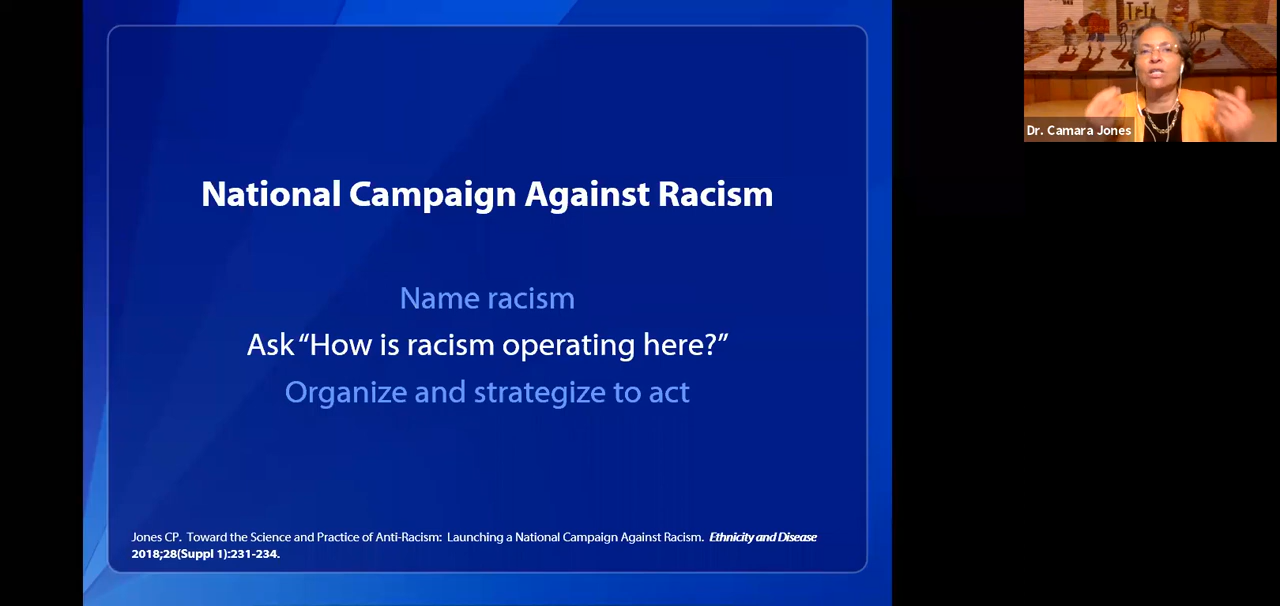 National Campaign Against Racism
Name racism
Ask “How is racism operating here?”
Organize and strategize to act
Jones CP. Toward the Science and Practice of Anti-Racism: Launching a National Campaign Against Racism. Ethnicity and Disease
2018;28(Suppl 1):231-234.
Dr. Camara Jones